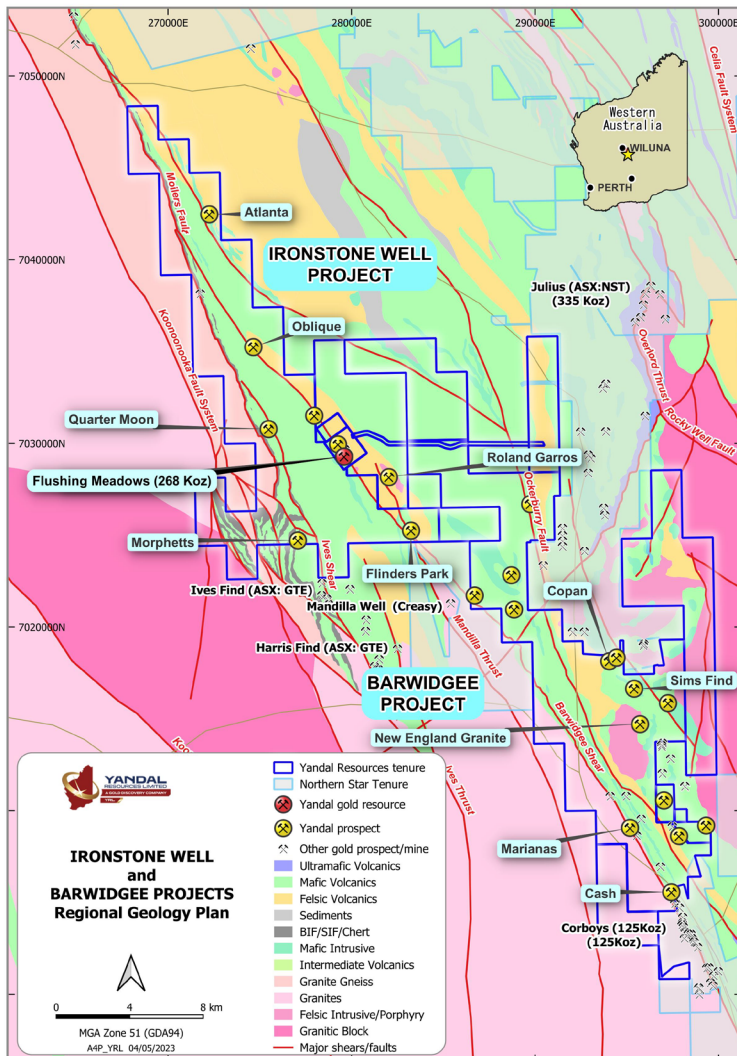 270000E
280000E
290000E
300000E
7050000N
Celia Fault System
Western
Australia
WILUNA
PERTH
Moilers Fault
Atlanta
7040000N
IRONSTONE WELL
PROJECT
Julius (ASX:NST)
(335 Koz)
Koonoonooka Fault System
Oblique
Overlord Thrust
Quarter Moon
7030000N
Rocky Well Fault
Roland Garros
Flushing Meadows (268 Koz)
Ockerburry Fault
Morphetts
Ives Shear
Flinders Park
Ives Find (ASX: GTE)
Mandilla Well (Creasy)
Copan
7020000N
Mandilla Thrust
Harris Find (ASX: GTE)
BARWIDGEE
PROJECT
Sims Find
New England Granite
Barwidgee Shear
Koo
Ives Thrust
Marianas
Cash
Corboys (125Koz)
(125Koz)
YANDAL
RESOURCES LIMITED
A GOLD DISCOVERY COMPANY
YRL
IRONSTONE WELL
and
BARWIDGEE PROJECTS
Regional Geology Plan
0 4 8 km
MGA Zone 51 (GDA94)
A4P_YRL 04/05/2023
Yandal Resources tenure
Northern Star Tenure
Yandal gold resource
Yandal prospect
Other gold prospect/mine
Ultramafic Volcanics
Mafic Volcanics
Felsic Volcanics
Sediments
BIF/SIF/Chert
Mafic Intrusive
Intermediate Volcanics
Granite Gneiss
Granites
Felsic Intrusive/Porphyry
Granitic Block
Major shears/faults